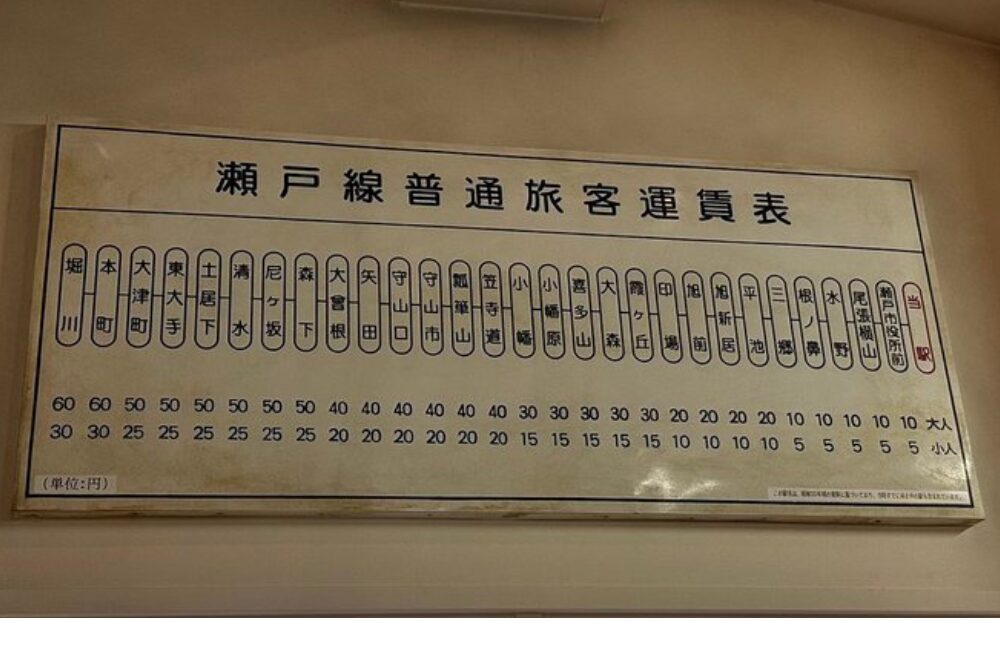 瀬戸線普通旅客運賃表
堀川 本町 大津町 東大手 土居下 清水 尼ヶ坂 森下 大曾根 矢田 守山口 守山市 瓢箪山 笠寺道 小幡 小幡原 喜多山 大森 霞ヶ丘 印場 旭前 旭新居 平池 三郷 根ノ鼻 水野 尾張横山 瀬戸市役所前 当駅
60 60 50 50 50 50 50 50 40 40 40 40 40 40 30 30 30 30 30 20 20 20 20 10 10 10 10 10 大人
30 30 25 25 25 25 25 25 20 20 20 20 20 20 15 15 15 15 15 10 10 10 10 5 5 5 5 5 小人
(単位:円)